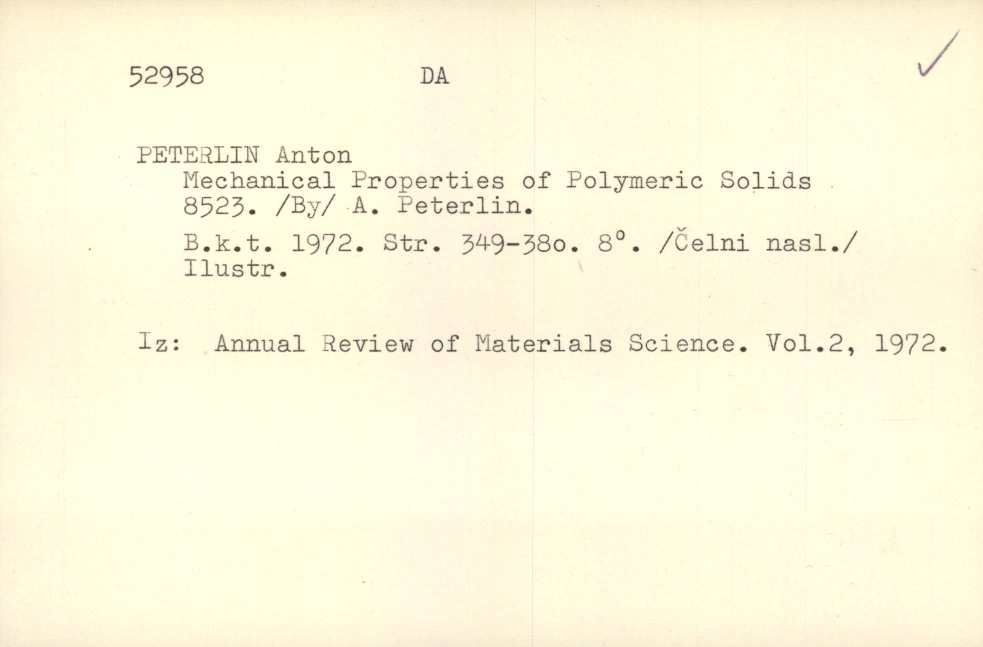 52958 DA
PETERLIN Anton
Mechanical Properties of Polymeric Solids
8523. /By/ A. Peterlin.
B.k.t. 1972. Str. 349-38o. 8°. /Čelni nasl./
Ilustr.
Iz: Annual Review of Materials Science. Vol.2, 1972.